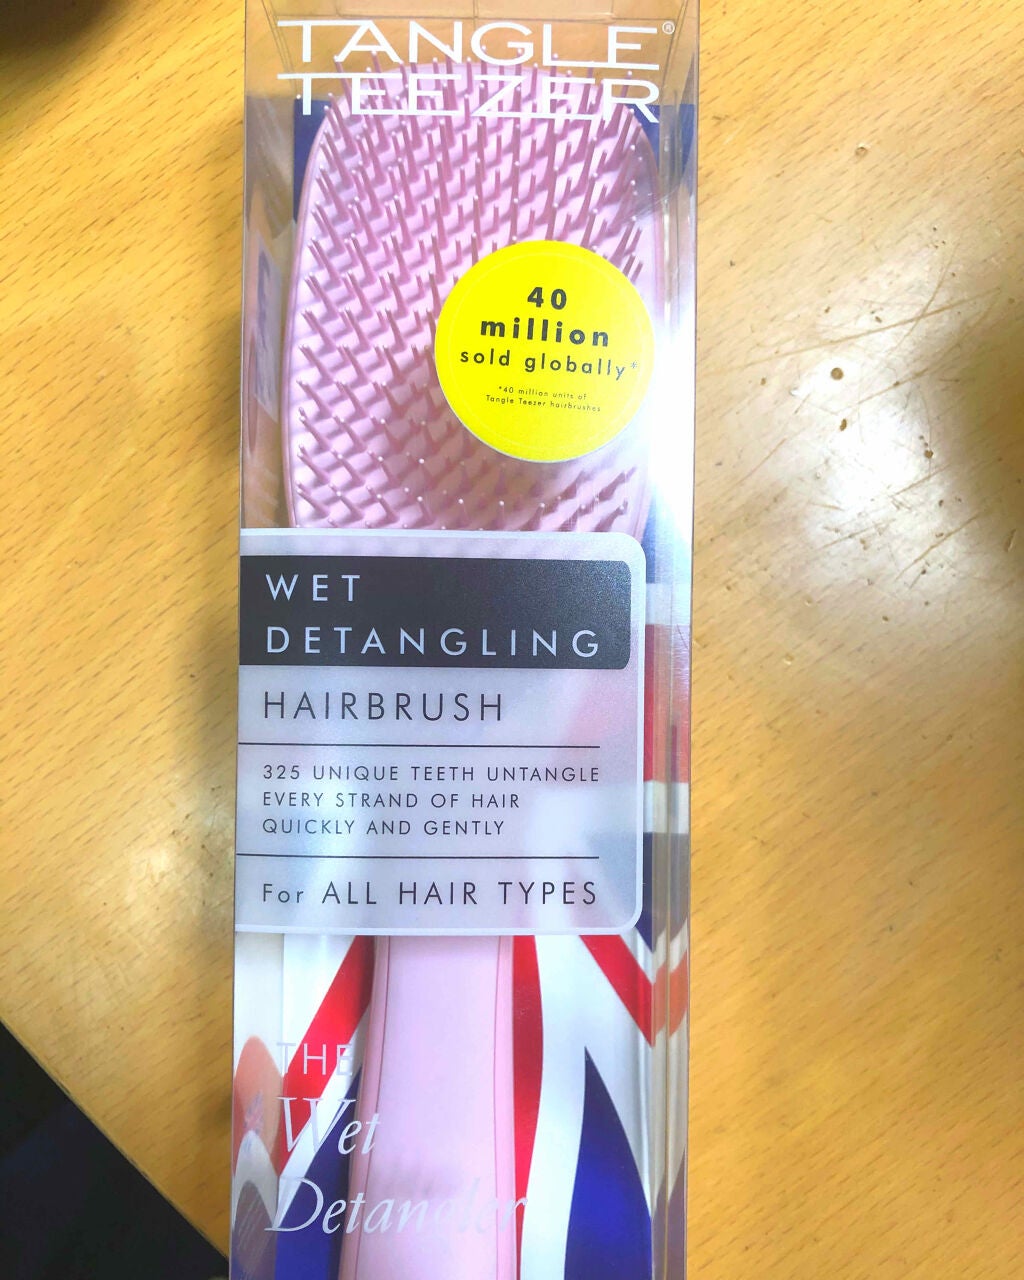 TANGLE®
TEEZER
40
million
sold globally*
*40 million units of
Tangle Teezer hairbrushes
WET
DETANGLING
HAIRBRUSH
325 UNIQUE TEETH UNTANGLE
EVERY STRAND OF HAIR
QUICKLY AND GENTLY
For ALL HAIR TYPES
THE
Wet
Detangler